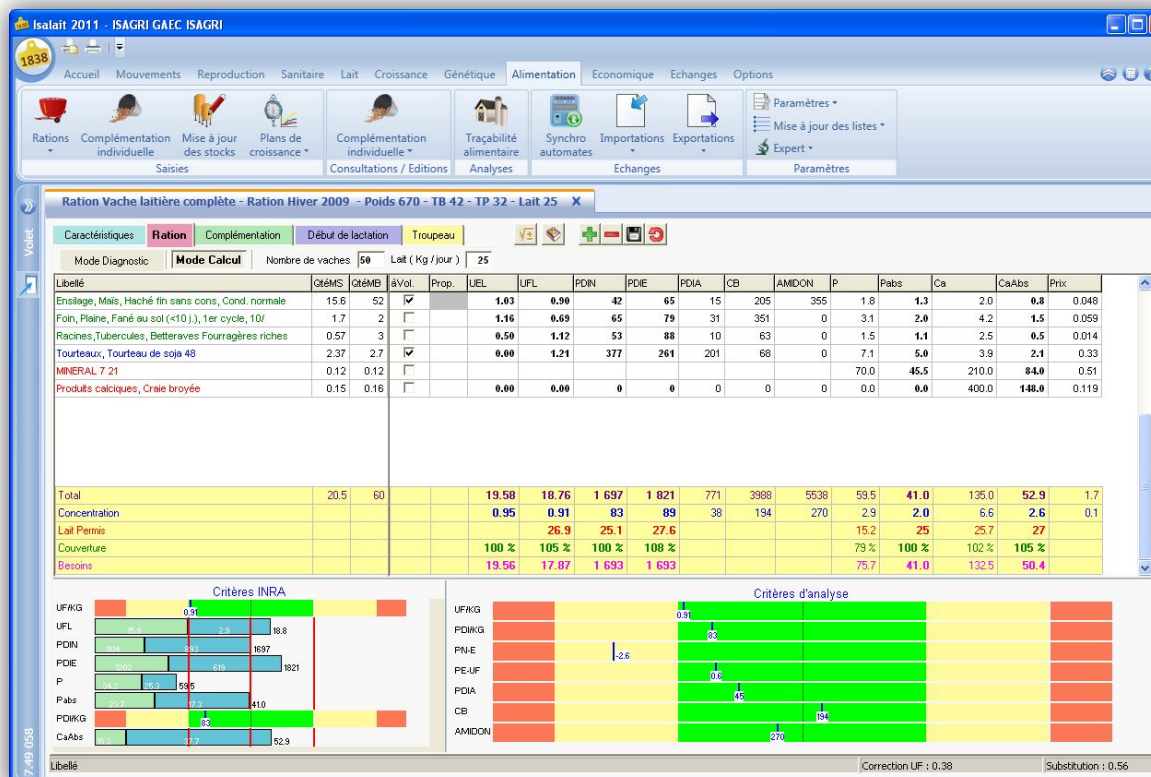 Isalait 2011 - ISAGRI GAEC ISAGRI
1838
Accueil Mouvements Reproduction Sanitaire Lait Croissance Génétique Alimentation Economique Echanges Options
Rations Complémentation individuelle Mise à jour des stocks Plans de croissance Complémentation individuelle Traçabilité alimentaire Synchro automates Importations Exportations Paramètres
Mise à jour des listes
Expert
Saisies Consultations / Editions Analyses Echanges Paramètres
Ration Vache laitière complète - Ration Hiver 2009 - Poids 670 - TB 42 - TP 32 - Lait 25 X
Volet
Caractéristiques Ration Complémentation Début de lactation Troupeau
Mode Diagnostic Mode Calcul Nombre de vaches 50 Lait ( Kg / jour ) 25
Libellé QtéMS QtéMB àVol. Prop. UEL UFL PDIN PDIE PDIA CB AMIDON P Pabs Ca CaAbs Prix
Ensilage, Maïs, Haché fin sans cons, Cond. normale 15.6 52 1.03 0.90 42 65 15 205 355 1.8 1.3 2.0 0.8 0.048
Foin, Plaine, Fané au sol (<10 j.), 1er cycle, 10/ 1.7 2 1.16 0.69 65 79 31 351 0 3.1 2.0 4.2 1.5 0.059
Racines,Tubercules, Betteraves Fourragères riches 0.57 3 0.50 1.12 53 88 10 63 0 1.5 1.1 2.5 0.5 0.014
Tourteaux, Tourteau de soja 48 2.37 2.7 0.00 1.21 377 261 201 68 0 7.1 5.0 3.9 2.1 0.33
MINERAL 7 21 0.12 0.12 70.0 45.5 210.0 84.0 0.51
Produits calciques, Craie broyée 0.15 0.16 0.00 0.00 0 0 0 0 0 0.0 0.0 400.0 148.0 0.119
Total 20.5 60 19.58 18.76 1 697 1 821 771 3988 5538 59.5 41.0 135.0 52.9 1.7
Concentration 0.95 0.91 83 89 38 194 270 2.9 2.0 6.6 2.6 0.1
Lait Permis 26.9 25.1 27.6 15.2 25 25.7 27
Couverture 100 % 105 % 100 % 108 % 79 % 100 % 102 % 105 %
Besoins 19.56 17.87 1 693 1 693 75.7 41.0 132.5 50.4
Critères INRA
UF/KG 0.91
UFL 2.9 18.8
PDIN 1697
PDIE 1202 619 1821
P 59.5
Pabs 41.0
PDI/KG 83
CaAbs 52.9
Critères d'analyse
UF/KG 0.91
PDI/KG 83
PN-E -2.6
PE-UF 0.6
PDIA 45
CB 194
AMIDON 270
7.49 058
Libellé Correction UF : 0.38 Substitution : 0.56